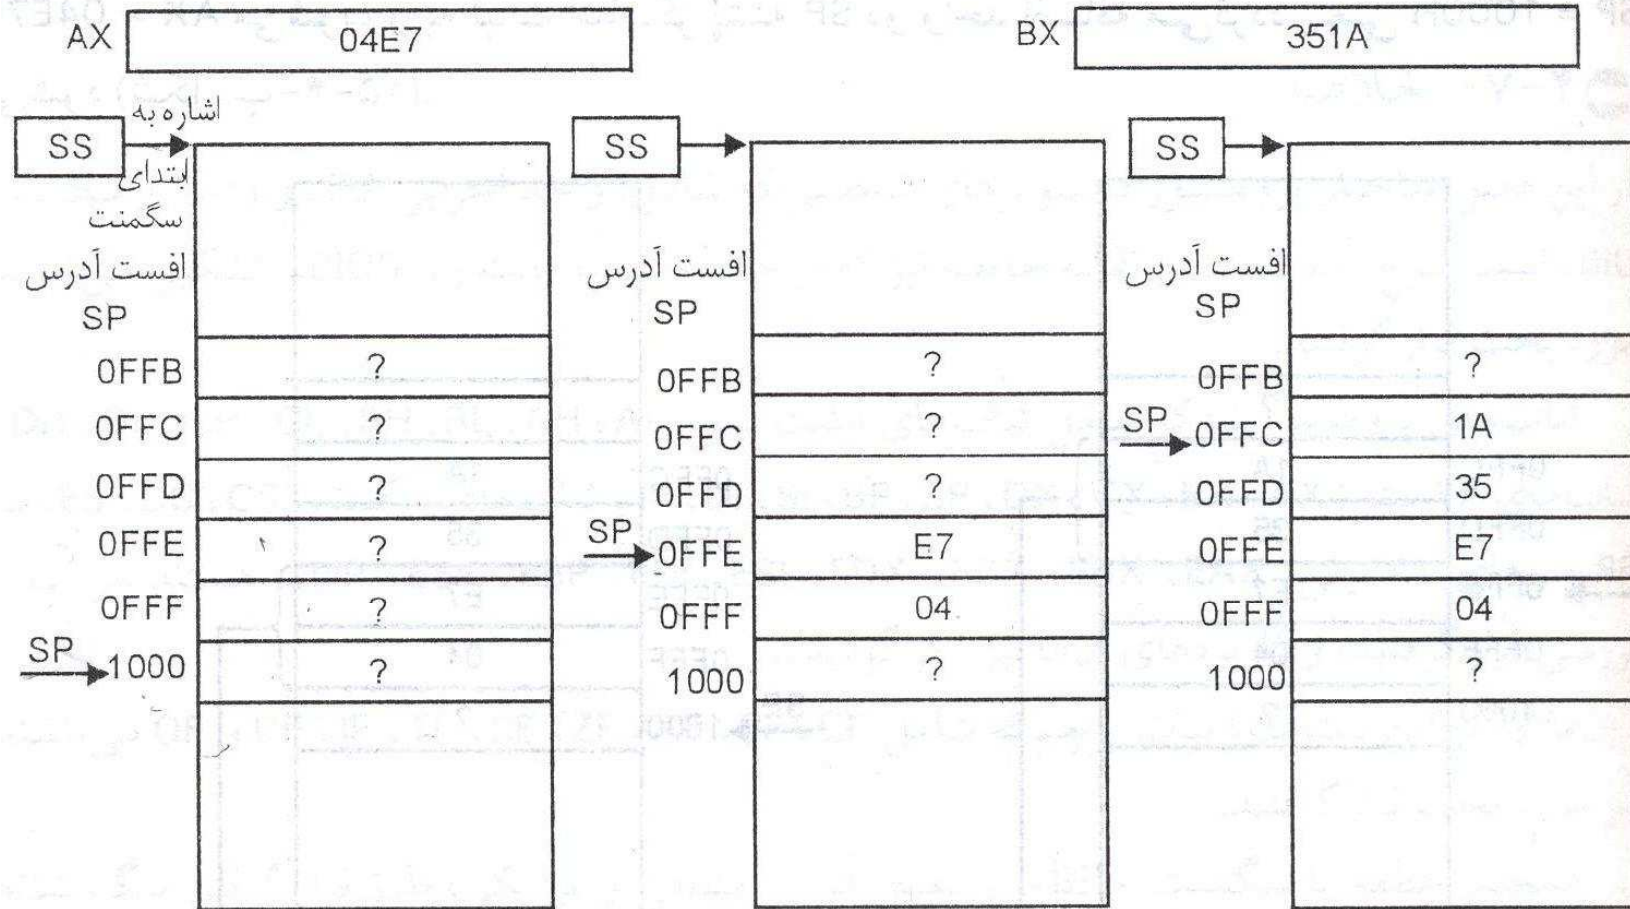 AX 04E7 BX 351A
SS اشاره به
ابتدای
سگمنت
افست آدرس
SP
0FFB ?
0FFC ?
0FFD ?
0FFE ?
0FFF ?
SP 1000 ?
SS
افست آدرس
SP
0FFB ?
0FFC ?
0FFD ?
SP 0FFE E7
0FFF 04
1000 ?
SS
افست آدرس
SP
0FFB ?
SP 0FFC 1A
0FFD 35
0FFE E7
0FFF 04
1000 ?